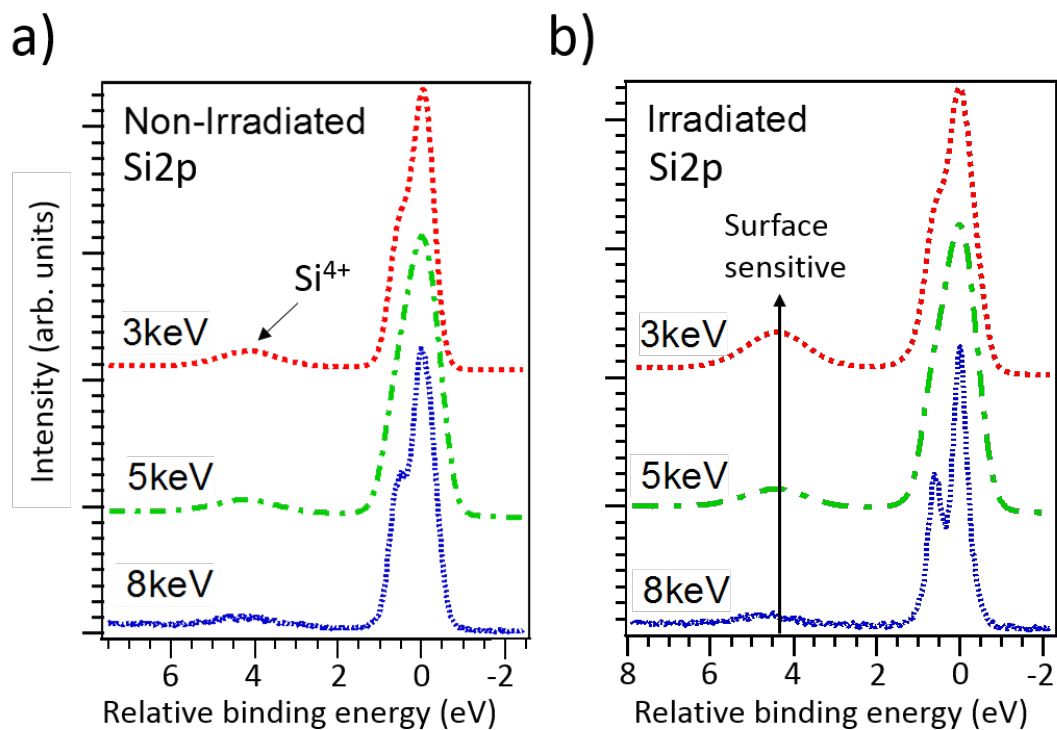 a)
Non-Irradiated
Si2p
Si4+
3keV
5keV
8keV
Intensity (arb. units)
6 4 2 0 -2
Relative binding energy (eV)
b)
Irradiated
Si2p
Surface
sensitive
3keV
5keV
8keV
8 6 4 2 0 -2
Relative binding energy (eV)